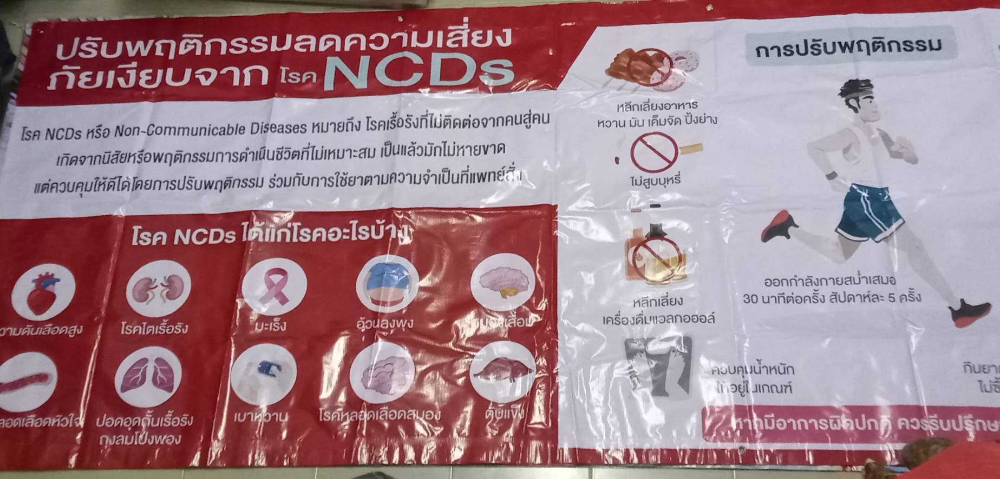 ปรับพฤติกรรมลดความเสี่ยง
ภัยเงียบจาก โรค NCDs
โรค NCDs หรือ Non-Communicable Diseases หมายถึง โรคเรื้อรังที่ไม่ติดต่อจากคนสู่คน
เกิดจากนิสัยหรือพฤติกรรมการดำเนินชีวิตที่ไม่เหมาะสม เป็นแล้วมักไม่หายขาด
แต่ควบคุมให้ดีได้โดยการปรับพฤติกรรม ร่วมกับการใช้ยาตามความจำเป็นที่แพทย์สั่ง
โรค NCDs ได้แก่โรคอะไรบ้าง
วามดันเลือดสูง
โรคไตเรื้อรัง
มะเร็ง
อ้วนลงพุง
สมองเสื่อม
ลอดเลือดหัวใจ
ปอดอุดกั้นเรื้อรัง
ถุงลมโป่งพอง
เบาหวาน
โรคหลอดเลือดสมอง
ตับแข็ง
หลีกเลี่ยงอาหาร
หวาน มัน เค็มจัด ปิ้งย่าง
ไม่สูบบุหรี่
หลีกเลี่ยง
เครื่องดื่มแอลกอฮอล์
ควบคุมน้ำหนัก
ให้อยู่ในเกณฑ์
การปรับพฤติกรรม
ออกกำลังกายสม่ำเสมอ
30 นาทีต่อครั้ง สัปดาห์ละ 5 ครั้ง
กินยา
หากมีอาการผิดปกติ ควรรีบปรึกษ